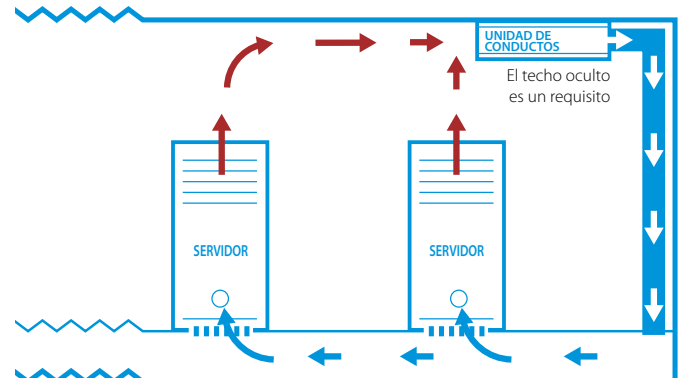 UNIDAD DE
CONDUCTOS
El techo oculto
es un requisito
SERVIDOR
SERVIDOR